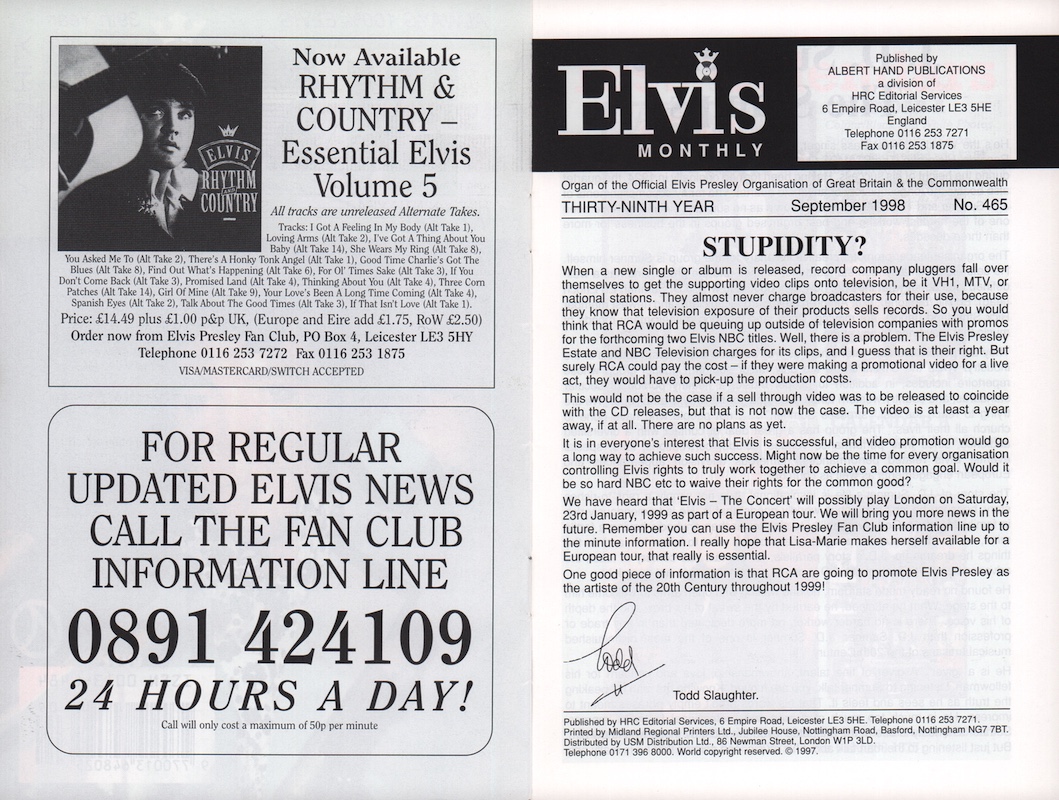 Now Available
RHYTHM &
COUNTRY –
Essential Elvis
Volume 5
ELVIS
RHYTHM
AND
COUNTRY
All tracks are unreleased Alternate Takes.
Tracks: I Got A Feeling In My Body (Alt Take 1),
Loving Arms (Alt Take 2), I've Got A Thing About You
Baby (Alt Take 14), She Wears My Ring (Alt Take 8),
You Asked Me To (Alt Take 2), There's A Honky Tonk Angel (Alt Take 1), Good Time Charlie's Got The
Blues (Alt Take 8), Find Out What's Happening (Alt Take 6), For Ol' Times Sake (Alt Take 3), If You
Don't Come Back (Alt Take 3), Promised Land (Alt Take 4), Thinking About You (Alt Take 4), Three Corn
Patches (Alt Take 14), Girl Of Mine (Alt Take 9), Your Love's Been A Long Time Coming (Alt Take 4),
Spanish Eyes (Alt Take 2), Talk About The Good Times (Alt Take 3), If That Isn't Love (Alt Take 1).
Price: £14.49 plus £1.00 p&p UK, (Europe and Eire add £1.75, RoW £2.50)
Order now from Elvis Presley Fan Club, PO Box 4, Leicester LE3 5HY
Telephone 0116 253 7272 Fax 0116 253 1875
VISA/MASTERCARD/SWITCH ACCEPTED
FOR REGULAR
UPDATED ELVIS NEWS
CALL THE FAN CLUB
INFORMATION LINE
0891 424109
24 HOURS A DAY!
Call will only cost a maximum of 50p per minute
Elvis
MONTHLY
Published by
ALBERT HAND PUBLICATIONS
a division of
HRC Editorial Services
6 Empire Road, Leicester LE3 5HE
England
Telephone 0116 253 7271
Fax 0116 253 1875
Organ of the Official Elvis Presley Organisation of Great Britain & the Commonwealth
THIRTY-NINTH YEAR September 1998 No. 465
STUPIDITY?
When a new single or album is released, record company pluggers fall over
themselves to get the supporting video clips onto television, be it VH1, MTV, or
national stations. They almost never charge broadcasters for their use, because
they know that television exposure of their products sells records. So you would
think that RCA would be queuing up outside of television companies with promos
for the forthcoming two Elvis NBC titles. Well, there is a problem. The Elvis Presley
Estate and NBC Television charges for its clips, and I guess that is their right. But
surely RCA could pay the cost – if they were making a promotional video for a live
act, they would have to pick-up the production costs.
This would not be the case if a sell through video was to be released to coincide
with the CD releases, but that is not now the case. The video is at least a year
away, if at all. There are no plans as yet.
It is in everyone's interest that Elvis is successful, and video promotion would go
a long way to achieve such success. Might now be the time for every organisation
controlling Elvis rights to truly work together to achieve a common goal. Would it
be so hard NBC etc to waive their rights for the common good?
We have heard that 'Elvis – The Concert' will possibly play London on Saturday,
23rd January, 1999 as part of a European tour. We will bring you more news in the
future. Remember you can use the Elvis Presley Fan Club information line up to
the minute information. I really hope that Lisa-Marie makes herself available for a
European tour, that really is essential.
One good piece of information is that RCA are going to promote Elvis Presley as
the artiste of the 20th Century throughout 1999!
Todd
Todd Slaughter.
Published by HRC Editorial Services, 6 Empire Road, Leicester LE3 5HE. Telephone 0116 253 7271.
Printed by Midland Regional Printers Ltd., Jubilee House, Nottingham Road, Basford, Nottingham NG7 7BT.
Distributed by USM Distribution Ltd., 86 Newman Street, London W1P 3LD.
Telephone 0171 396 8000. World copyright reserved. © 1997.